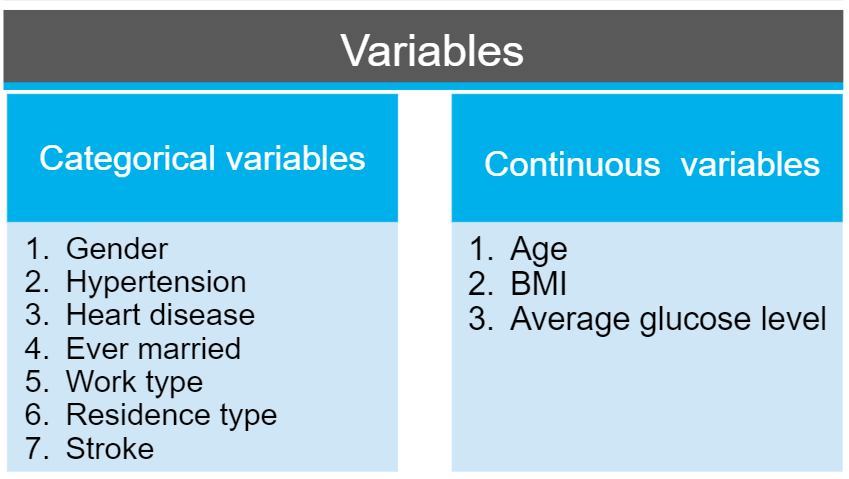 Variables
Categorical variables
1. Gender
2. Hypertension
3. Heart disease
4. Ever married
5. Work type
6. Residence type
7. Stroke
Continuous variables
1. Age
2. BMI
3. Average glucose level